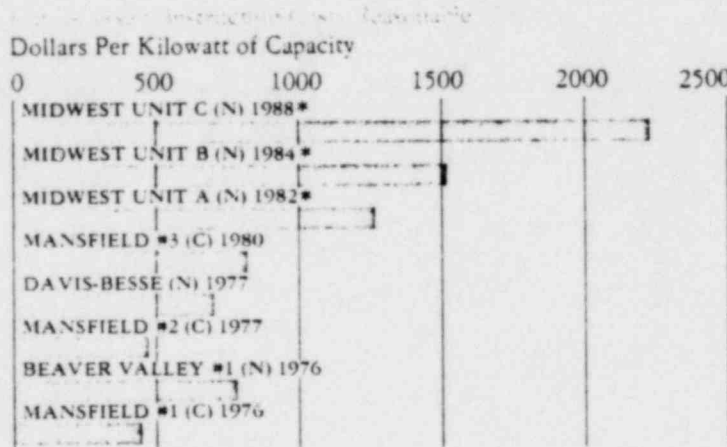 Dollars Per Kilowatt of Capacity
0 500 1000 1500 2000 2500
MIDWEST UNIT C (N) 1988*
MIDWEST UNIT B (N) 1984*
MIDWEST UNIT A (N) 1982*
MANSFIELD #3 (C) 1980
DAVIS-BESSE (N) 1977
MANSFIELD #2 (C) 1977
BEAVER VALLEY #1 (N) 1976
MANSFIELD #1 (C) 1976